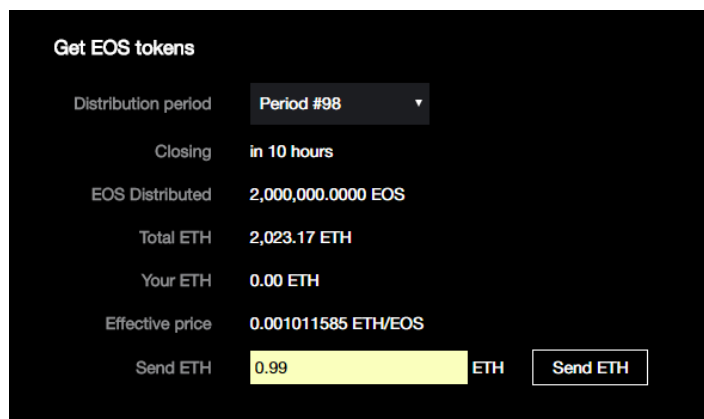 Get EOS tokens
Distribution period Period #98
Closing in 10 hours
EOS Distributed 2,000,000.0000 EOS
Total ETH 2,023.17 ETH
Your ETH 0.00 ETH
Effective price 0.001011585 ETH/EOS
Send ETH 0.99 ETH Send ETH